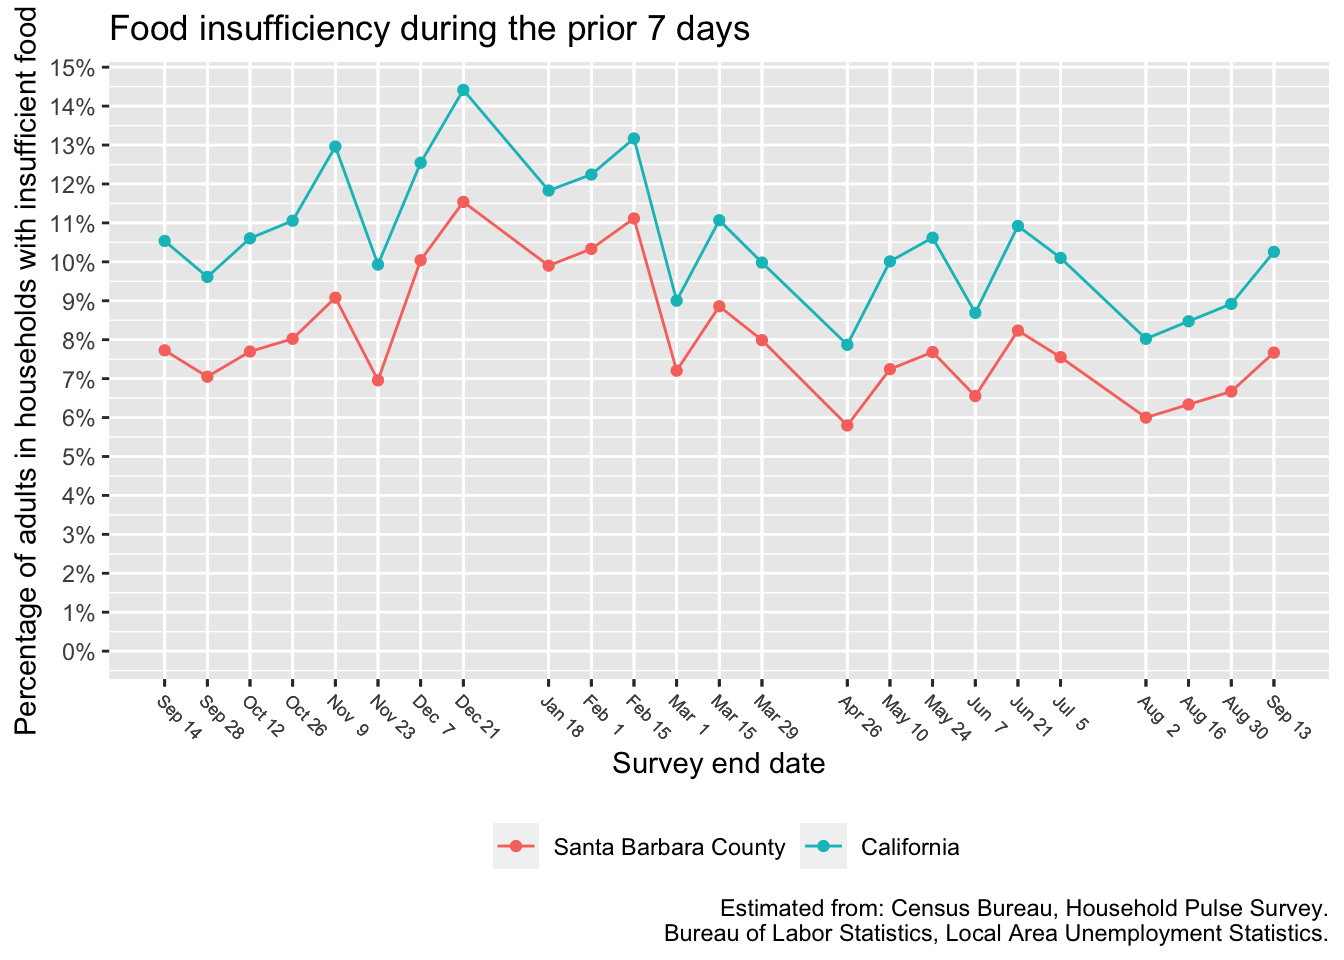 Food insufficiency during the prior 7 days
Percentage of adults in households with insufficient food
15%
14%
13%
12%
11%
10%
9%
8%
7%
6%
5%
4%
3%
2%
1%
0%
Sep 14 Sep 28 Oct 12 Oct 26 Nov 9 Nov 23 Dec 7 Dec 21 Jan 18 Feb 1 Feb 15 Mar 1 Mar 15 Mar 29 Apr 26 May 10 May 24 Jun 7 Jun 21 Jul 5 Aug 2 Aug 16 Aug 30 Sep 13
Survey end date
Santa Barbara County California
Estimated from: Census Bureau, Household Pulse Survey.
Bureau of Labor Statistics, Local Area Unemployment Statistics.